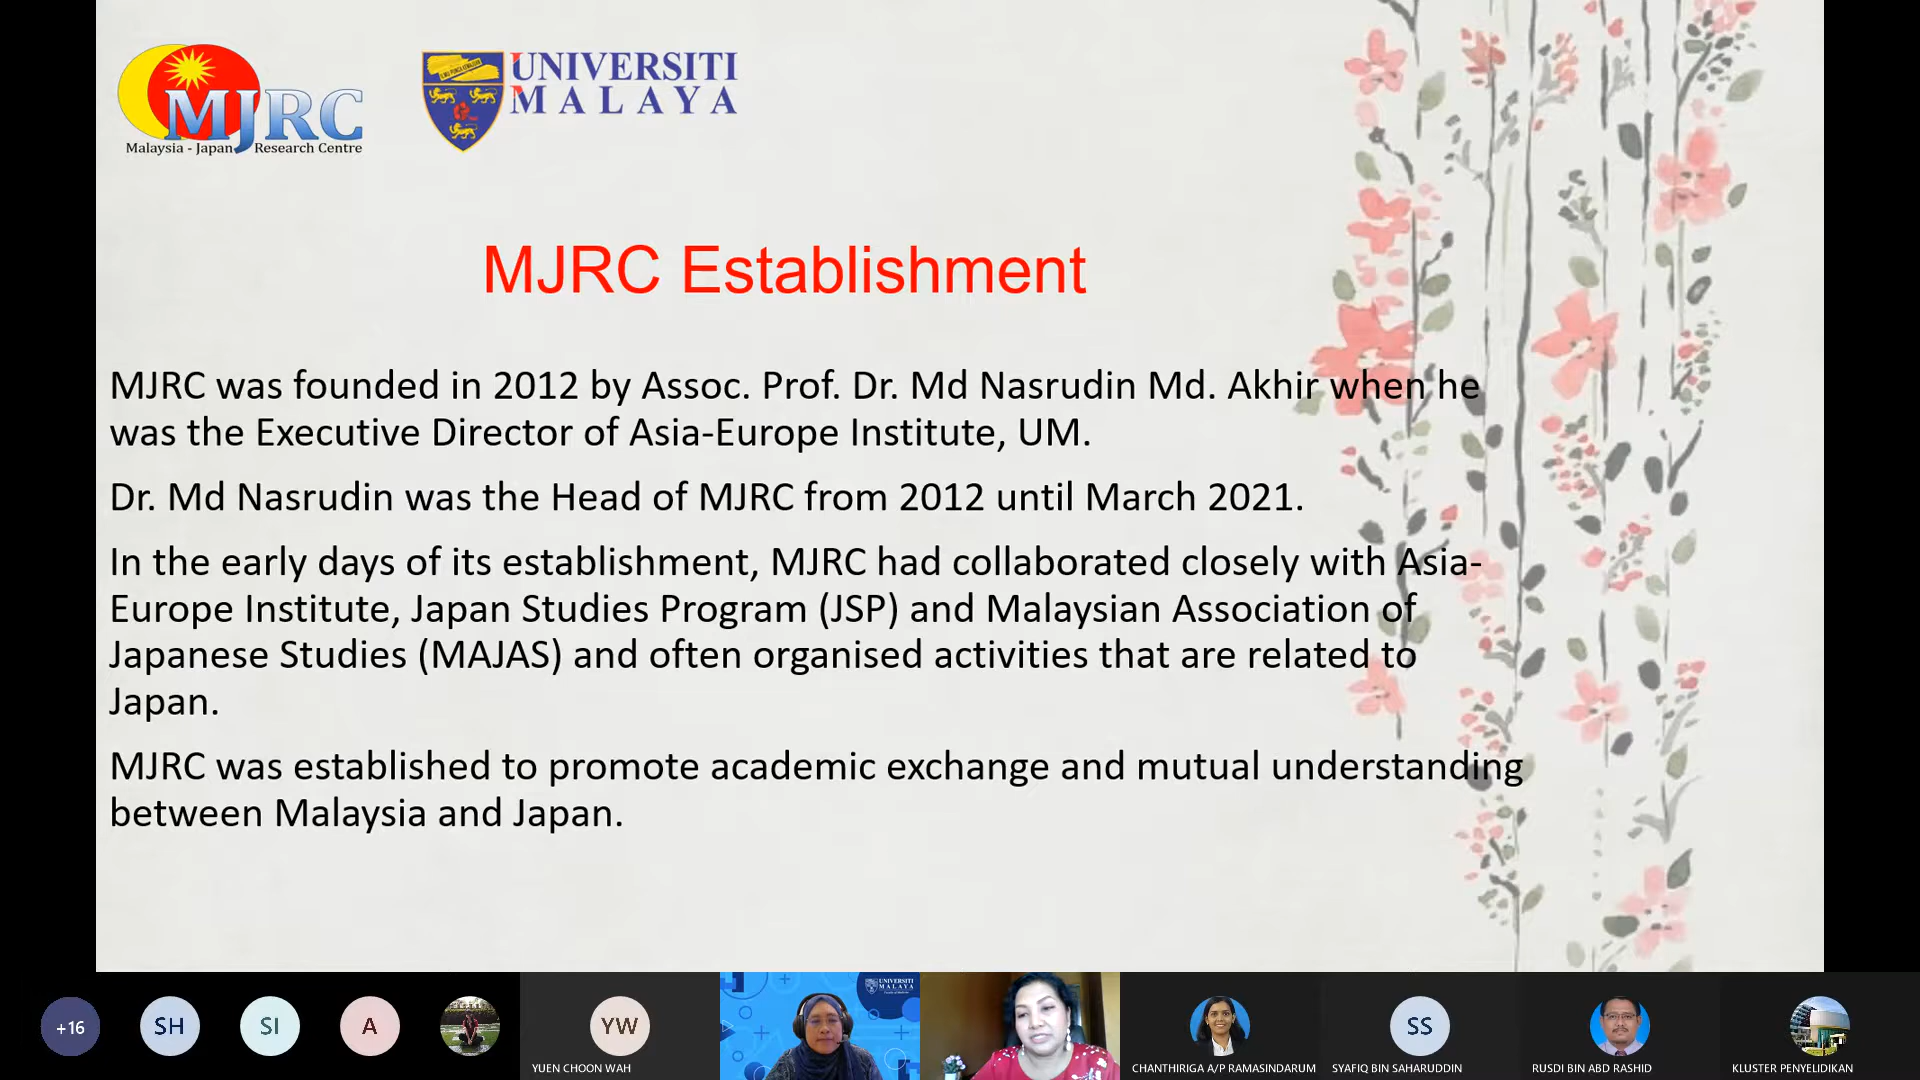 MJRC
Malaysia - Japan Research Centre
UNIVERSITI
MALAYA
MJRC Establishment
MJRC was founded in 2012 by Assoc. Prof. Dr. Md Nasrudin Md. Akhir when he
was the Executive Director of Asia-Europe Institute, UM.
Dr. Md Nasrudin was the Head of MJRC from 2012 until March 2021.
In the early days of its establishment, MJRC had collaborated closely with Asia-
Europe Institute, Japan Studies Program (JSP) and Malaysian Association of
Japanese Studies (MAJAS) and often organised activities that are related to
Japan.
MJRC was established to promote academic exchange and mutual understanding
between Malaysia and Japan.
+16
SH
SI
A
YW
YUEN CHOON WAH
UNIVERSITI
MALAYA
CHANTHIRIGA A/P RAMASINDARUM
SS
SYAFIQ BIN SAHARUDDIN
RUSDI BIN ABD RASHID
KLUSTER PENYELIDIKAN